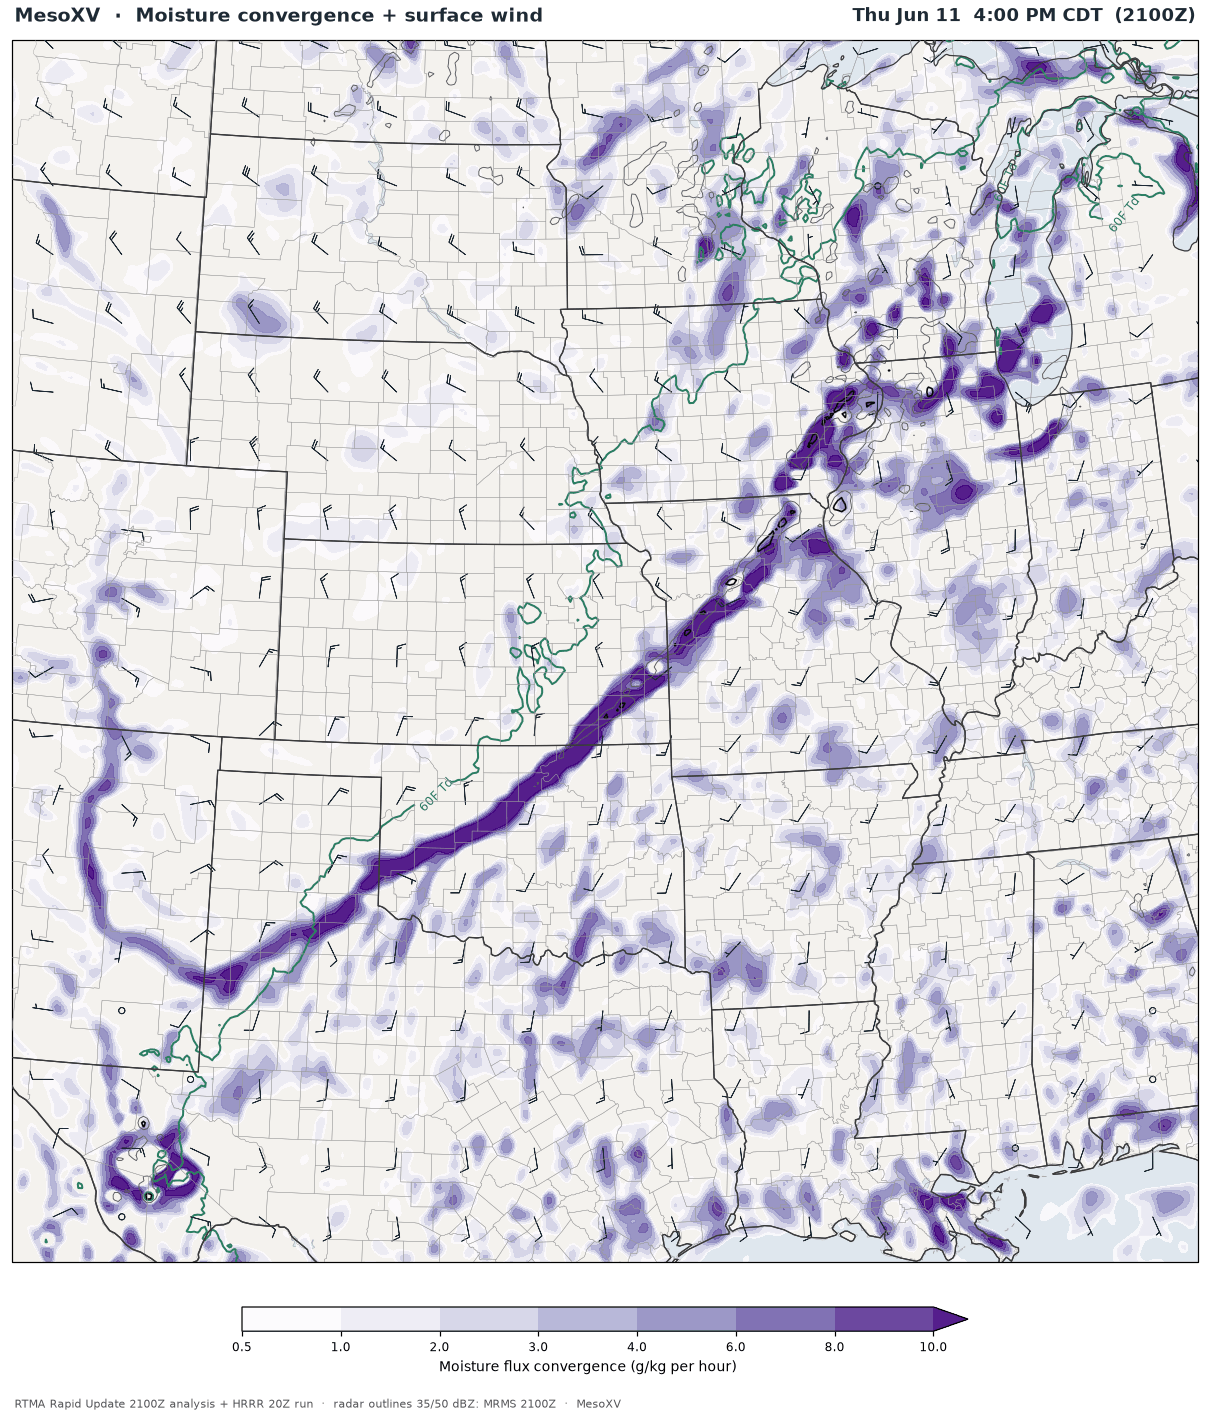 MesoXV · Moisture convergence + surface wind
Thu Jun 11 4:00 PM CDT (2100Z)
60F Td
60F Td
0.5 1.0 2.0 3.0 4.0 6.0 8.0 10.0
Moisture flux convergence (g/kg per hour)
RTMA Rapid Update 2100Z analysis + HRRR 20Z run · radar outlines 35/50 dBZ: MRMS 2100Z · MesoXV